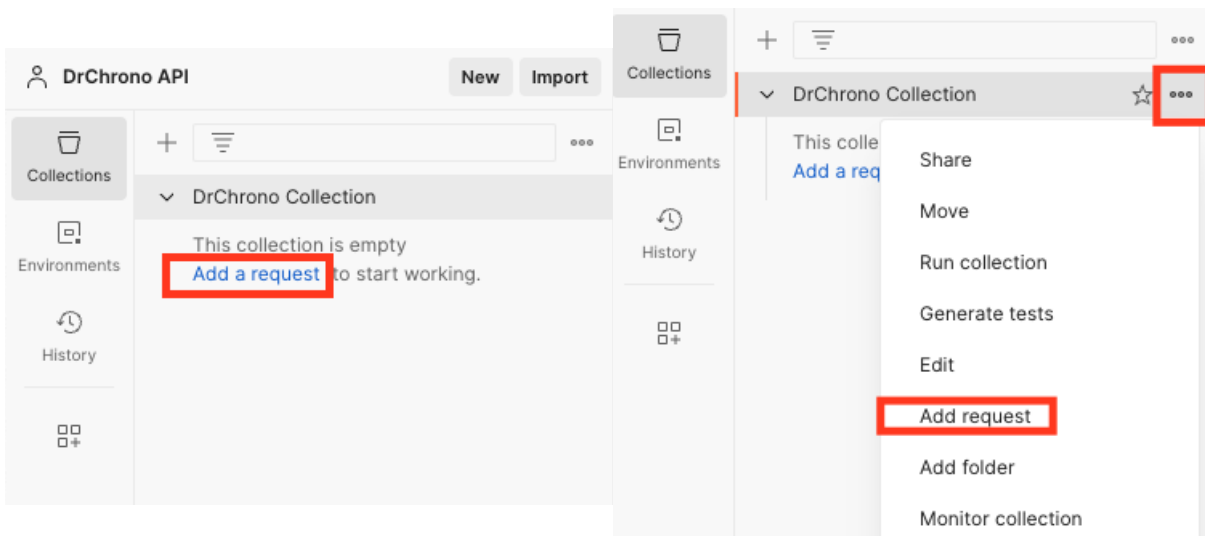 DrChrono API
New
Import
Collections
DrChrono Collection
This collection is empty
Environments
Add a request to start working.
History
Collections
DrChrono Collection
This colle
Add a req
Environments
History
Share
Move
Run collection
Generate tests
Edit
Add request
Add folder
Monitor collection